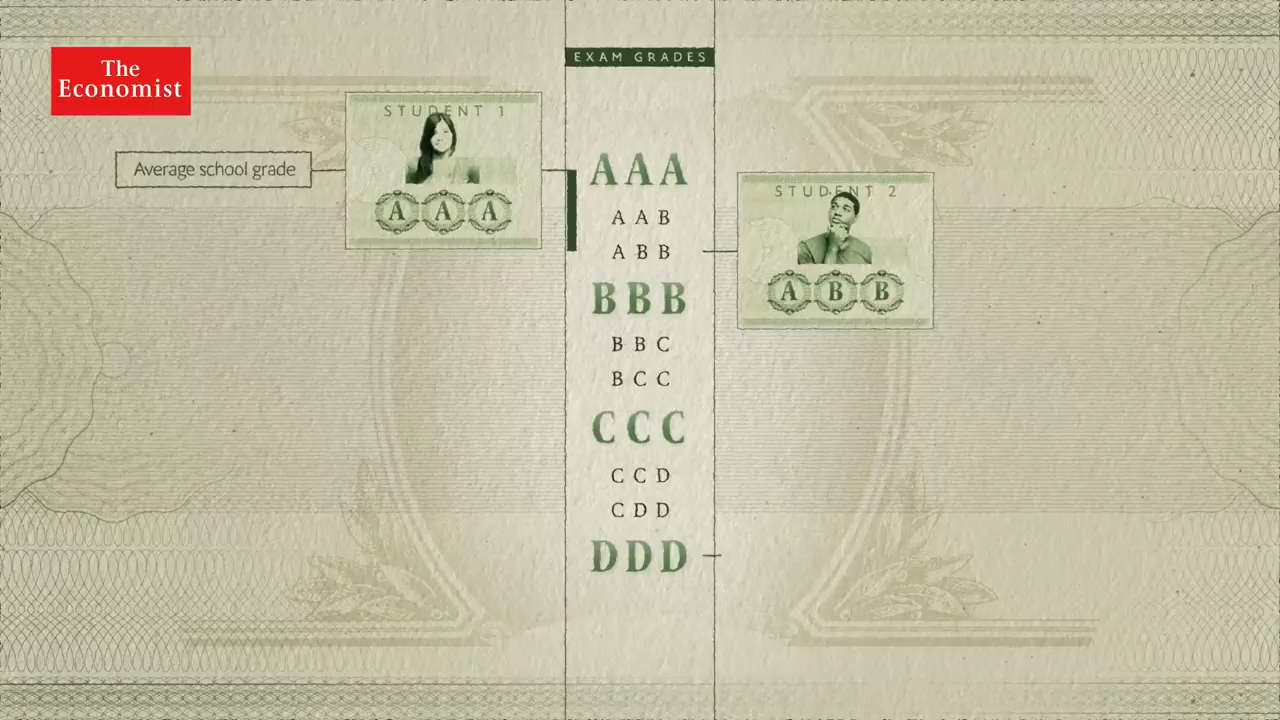 The
Economist
EXAM GRADES
STUDENT 1
Average school grade
A A A
AAA
A A B
A B B
STUDENT 2
A B B
BBB
B B C
B C C
CCC
C C D
C D D
DDD